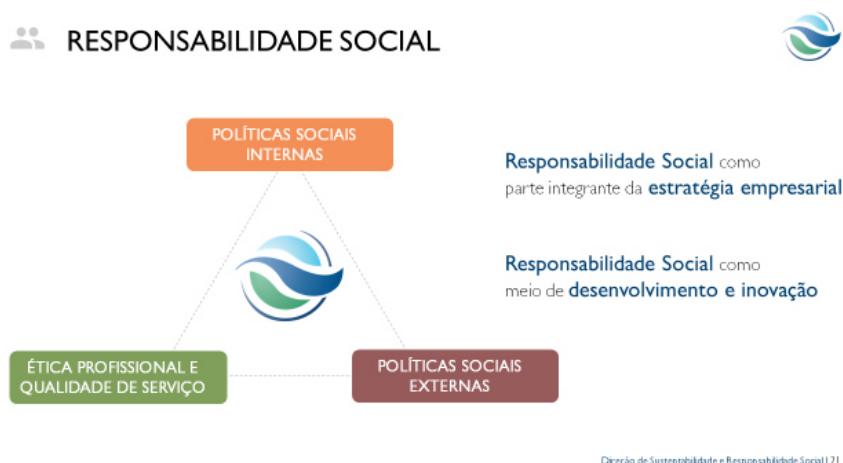 RESPONSABILIDADE SOCIAL
POLÍTICAS SOCIAIS
INTERNAS
Responsabilidade Social como
parte integrante da estratégia empresarial
Responsabilidade Social como
meio de desenvolvimento e inovação
ÉTICA PROFISSIONAL E
QUALIDADE DE SERVIÇO
POLÍTICAS SOCIAIS
EXTERNAS
Direção de Sustentabilidade e Responsabilidade Social | 21